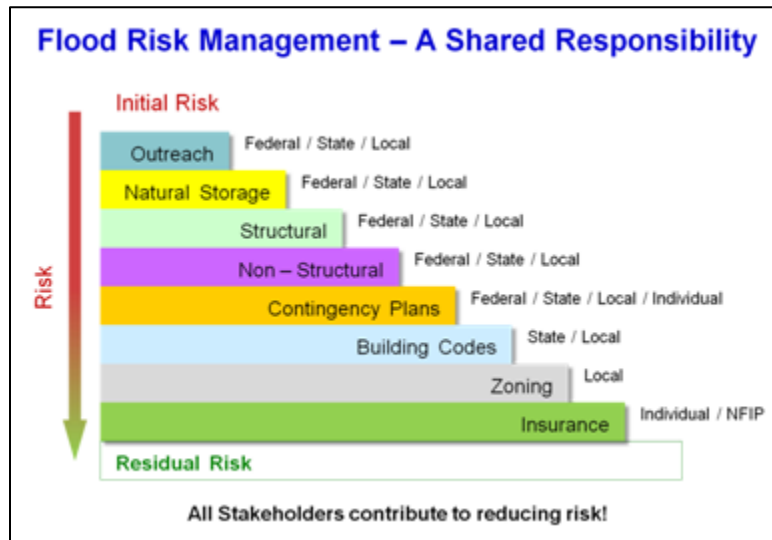 Flood Risk Management – A Shared Responsibility
Initial Risk
Outreach
Federal / State / Local
Natural Storage
Federal / State / Local
Structural
Federal / State / Local
Non – Structural
Federal / State / Local
Contingency Plans
Federal / State / Local / Individual
Building Codes
State / Local
Zoning
Local
Insurance
Individual / NFIP
Risk
Residual Risk
All Stakeholders contribute to reducing risk!